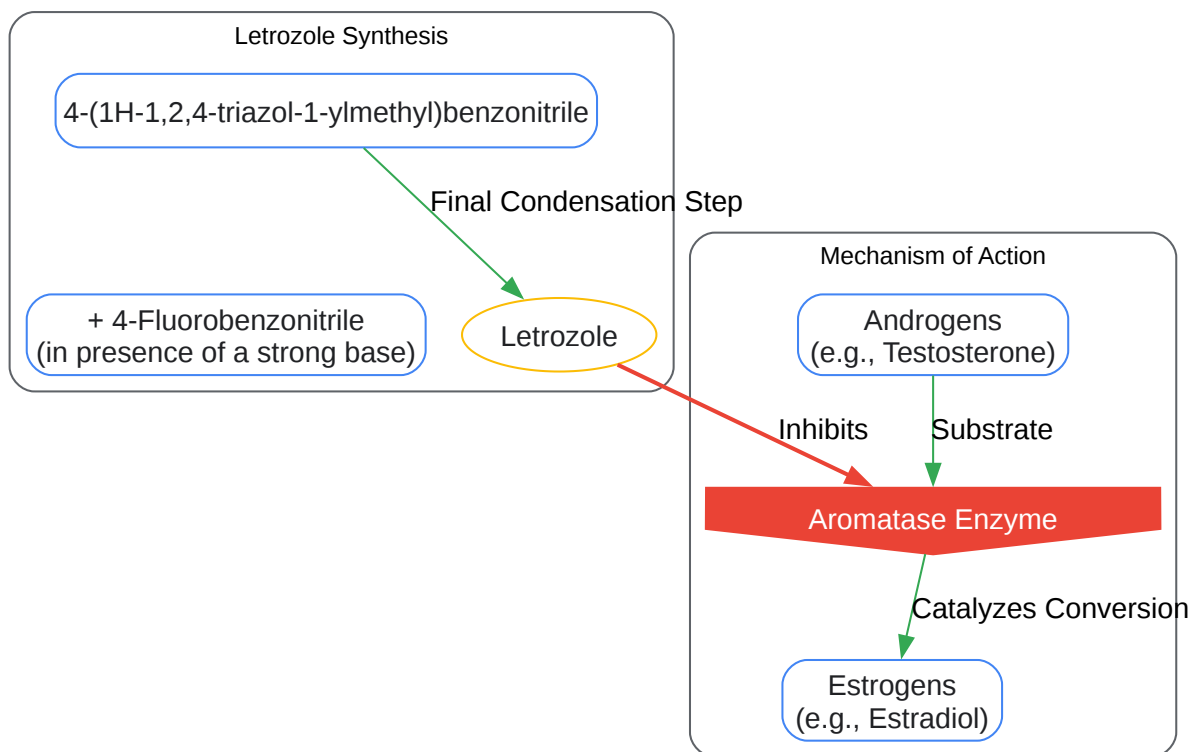 Letrozole Synthesis
4-(1H-1,2,4-triazol-1-ylmethyl)benzonitrile
Final Condensation Step
+ 4-Fluorobenzonitrile
(in presence of a strong base)
Letrozole
Mechanism of Action
Androgens
(e.g., Testosterone)
Inhibits
Substrate
Aromatase Enzyme
Catalyzes Conversion
Estrogens
(e.g., Estradiol)